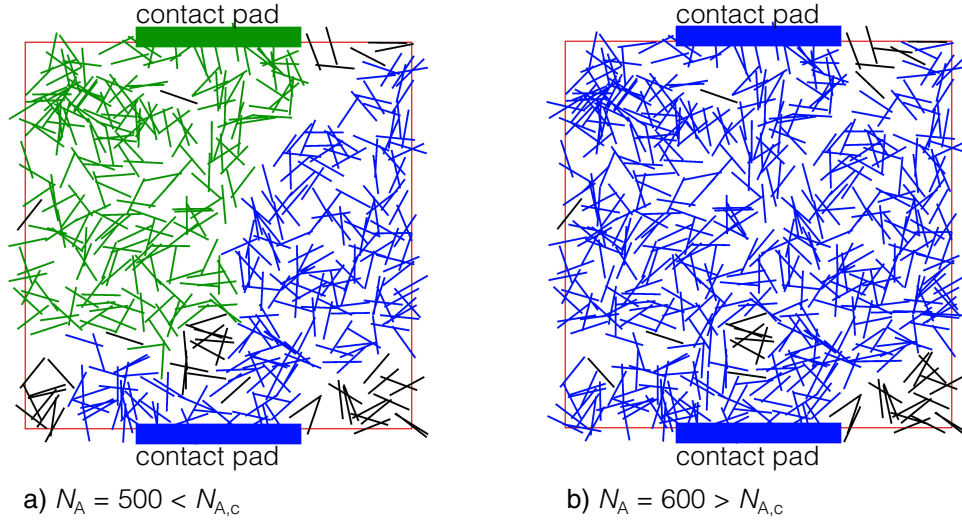 contact pad
contact pad
contact pad
contact pad
a) N_A = 500 < N_A,c
b) N_A = 600 > N_A,c